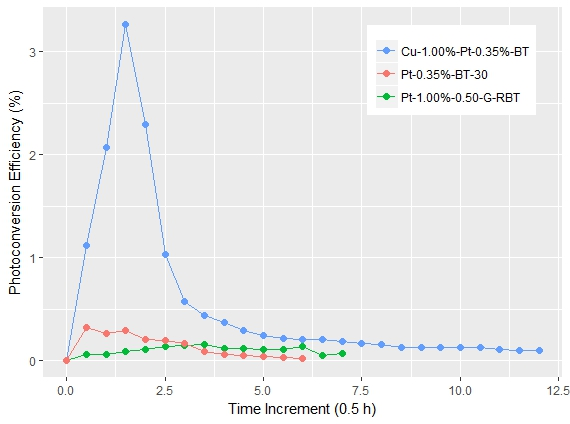 Photoconversion Efficiency (%)
3
2
1
0
Cu-1.00%-Pt-0.35%-BT
Pt-0.35%-BT-30
Pt-1.00%-0.50-G-RBT
0.0 2.5 5.0 7.5 10.0 12.5
Time Increment (0.5 h)